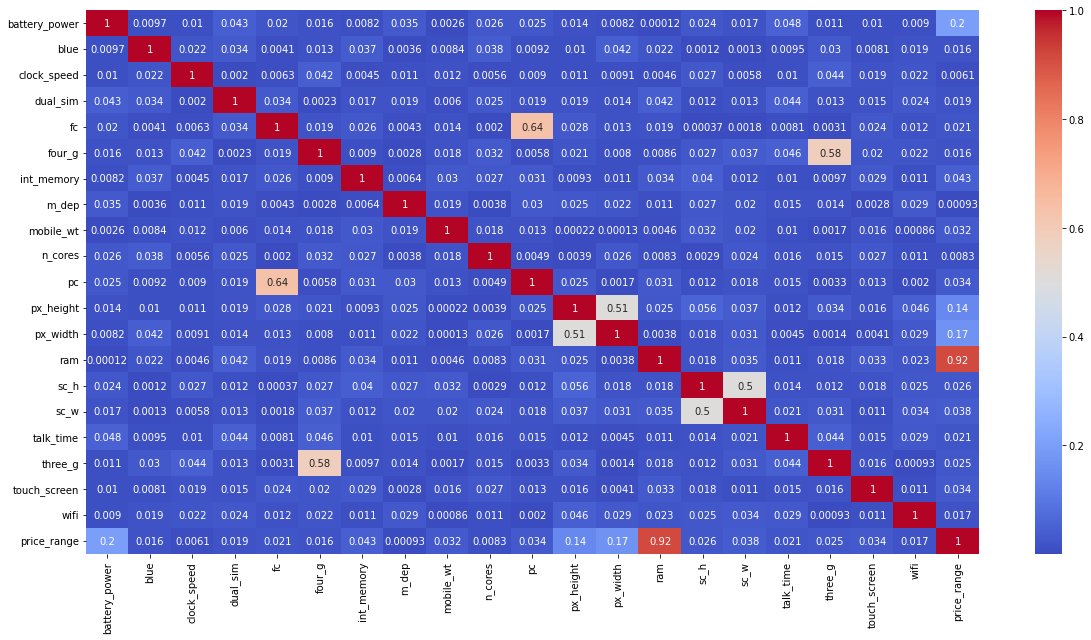 battery_power 1 0.0097 0.01 0.043 0.02 0.016 0.0082 0.035 0.0026 0.026 0.025 0.014 0.0082 0.00012 0.024 0.017 0.048 0.011 0.01 0.009 0.2
blue 0.0097 1 0.022 0.034 0.0041 0.013 0.037 0.0036 0.0084 0.038 0.0092 0.01 0.042 0.022 0.0012 0.0013 0.0095 0.03 0.0081 0.019 0.016
clock_speed 0.01 0.022 1 0.002 0.0063 0.042 0.0045 0.011 0.012 0.0056 0.009 0.011 0.0091 0.0046 0.027 0.0058 0.01 0.044 0.019 0.022 0.0061
dual_sim 0.043 0.034 0.002 1 0.034 0.0023 0.017 0.019 0.006 0.025 0.019 0.019 0.014 0.042 0.012 0.013 0.044 0.013 0.015 0.024 0.019
fc 0.02 0.0041 0.0063 0.034 1 0.019 0.026 0.0043 0.014 0.002 0.64 0.028 0.013 0.019 0.00037 0.0018 0.0081 0.0031 0.024 0.012 0.021
four_g 0.016 0.013 0.042 0.0023 0.019 1 0.009 0.0028 0.018 0.032 0.0058 0.021 0.008 0.0086 0.027 0.037 0.046 0.58 0.02 0.022 0.016
int_memory 0.0082 0.037 0.0045 0.017 0.026 0.009 1 0.0064 0.03 0.027 0.031 0.0093 0.011 0.034 0.04 0.012 0.01 0.0097 0.029 0.011 0.043
m_dep 0.035 0.0036 0.011 0.019 0.0043 0.0028 0.0064 1 0.019 0.0038 0.03 0.025 0.022 0.011 0.027 0.02 0.015 0.014 0.0028 0.029 0.00093
mobile_wt 0.0026 0.0084 0.012 0.006 0.014 0.018 0.03 0.019 1 0.018 0.013 0.00022 0.00013 0.0046 0.032 0.02 0.01 0.0017 0.016 0.00086 0.032
n_cores 0.026 0.038 0.0056 0.025 0.002 0.032 0.027 0.0038 0.018 1 0.0049 0.0039 0.026 0.0083 0.0029 0.024 0.016 0.015 0.027 0.011 0.0083
pc 0.025 0.0092 0.009 0.019 0.64 0.0058 0.031 0.03 0.013 0.0049 1 0.025 0.0017 0.031 0.012 0.018 0.015 0.0033 0.013 0.002 0.034
px_height 0.014 0.01 0.011 0.019 0.028 0.021 0.0093 0.025 0.00022 0.0039 0.025 1 0.51 0.025 0.056 0.037 0.012 0.034 0.016 0.046 0.14
px_width 0.0082 0.042 0.0091 0.014 0.013 0.008 0.011 0.022 0.00013 0.026 0.0017 0.51 1 0.0038 0.018 0.031 0.0045 0.0014 0.0041 0.029 0.17
ram 0.00012 0.022 0.0046 0.042 0.019 0.0086 0.034 0.011 0.0046 0.0083 0.031 0.025 0.0038 1 0.018 0.035 0.011 0.018 0.033 0.023 0.92
sc_h 0.024 0.0012 0.027 0.012 0.00037 0.027 0.04 0.027 0.032 0.0029 0.012 0.056 0.018 0.018 1 0.5 0.014 0.012 0.018 0.025 0.026
sc_w 0.017 0.0013 0.0058 0.013 0.0018 0.037 0.012 0.02 0.02 0.024 0.018 0.037 0.031 0.035 0.5 1 0.021 0.031 0.011 0.034 0.038
talk_time 0.048 0.0095 0.01 0.044 0.0081 0.046 0.01 0.015 0.01 0.016 0.015 0.012 0.0045 0.011 0.014 0.021 1 0.044 0.015 0.029 0.021
three_g 0.011 0.03 0.044 0.013 0.0031 0.58 0.0097 0.014 0.0017 0.015 0.0033 0.034 0.0014 0.018 0.012 0.031 0.044 1 0.016 0.00093 0.025
touch_screen 0.01 0.0081 0.019 0.015 0.024 0.02 0.029 0.0028 0.016 0.027 0.013 0.016 0.0041 0.033 0.018 0.011 0.015 0.016 1 0.011 0.034
wifi 0.009 0.019 0.022 0.024 0.012 0.022 0.011 0.029 0.00086 0.011 0.002 0.046 0.029 0.023 0.025 0.034 0.029 0.00093 0.011 1 0.017
price_range 0.2 0.016 0.0061 0.019 0.021 0.016 0.043 0.00093 0.032 0.0083 0.034 0.14 0.17 0.92 0.026 0.038 0.021 0.025 0.034 0.017 1
battery_power blue clock_speed dual_sim fc four_g int_memory m_dep mobile_wt n_cores pc px_height px_width ram sc_h sc_w talk_time three_g touch_screen wifi price_range
1.0
0.8
0.6
0.4
0.2